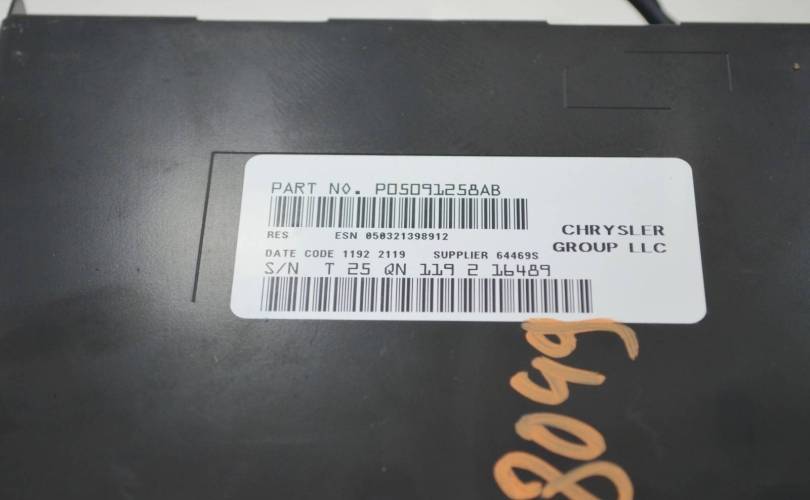 PART NO. P05091258AB
RES ESN 050321398912
CHRYSLER
GROUP LLC
DATE CODE 1192 2119 SUPPLIER 64469S
S/N T 25 QN 119 2 16489
8049